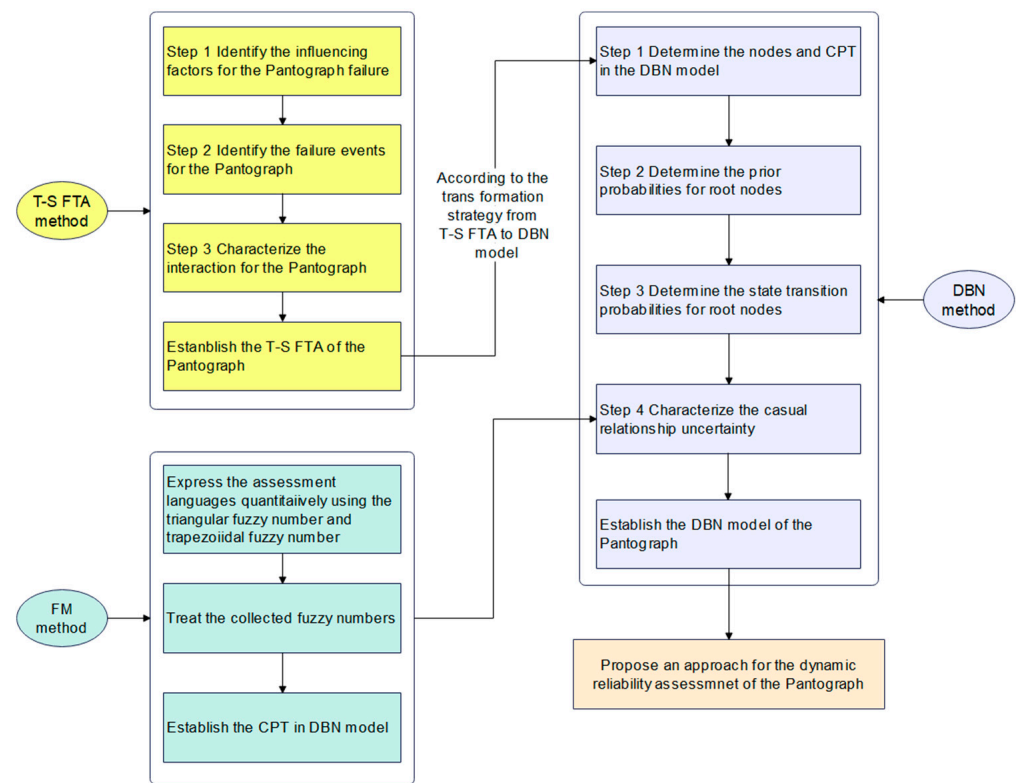 T-S FTA
method
Step 1 Identify the influencing
factors for the Pantograph failure
Step 2 Identify the failure events
for the Pantograph
Step 3 Characterize the
interaction for the Pantograph
Estanblish the T-S FTA of the
Pantograph
According to the
trans formation
strategy from
T-S FTA to DBN
model
Step 1 Determine the nodes and CPT
in the DBN model
Step 2 Determine the prior
probabilities for root nodes
Step 3 Determine the state transition
probabilities for root nodes
Step 4 Characterize the casual
relationship uncertainty
Establish the DBN model of the
Pantograph
DBN
method
FM
method
Express the assessment
languages quantitaiively using the
triangular fuzzy number and
trapezoiidal fuzzy number
Treat the collected fuzzy numbers
Establish the CPT in DBN model
Propose an approach for the dynamic
reliability assessmnet of the Pantograph